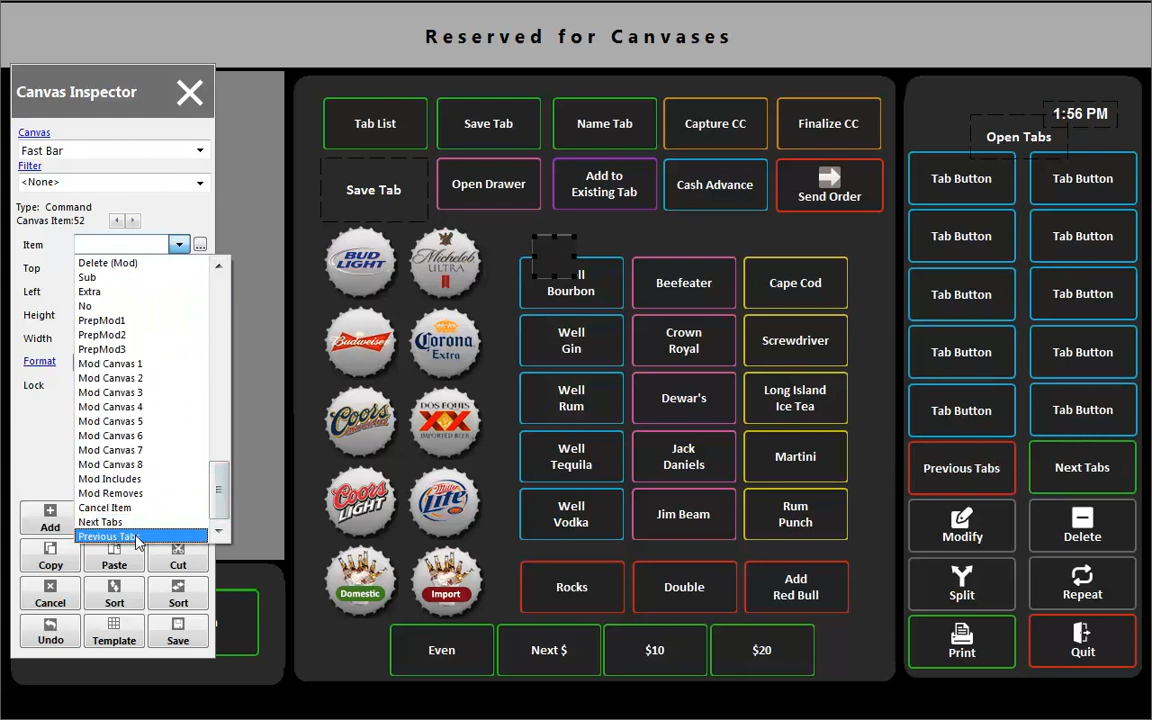 Reserved for Canvases
Canvas Inspector
Canvas
Fast Bar
Filter
<None>
Type: Command
Canvas Item:52
Item
...
Top
Left
Height
Width
Format
Lock
Delete (Mod)
Sub
Extra
No
PrepMod1
PrepMod2
PrepMod3
Mod Canvas 1
Mod Canvas 2
Mod Canvas 3
Mod Canvas 4
Mod Canvas 5
Mod Canvas 6
Mod Canvas 7
Mod Canvas 8
Mod Includes
Mod Removes
Cancel Item
Next Tabs
Previous Tabs
Add
Copy
Paste
Cut
Cancel
Sort
Sort
Undo
Template
Save
Tab List
Save Tab
Name Tab
Capture CC
Finalize CC
Save Tab
Open Drawer
Add to
Existing Tab
Cash Advance
Send Order
BUD
LIGHT
Michelob
ULTRA
Budweiser
Corona
Extra
Coors
DOS EQUIS
XX
IMPORTED BEER
Coors
LIGHT
Miller
Lite
Domestic
Import
ll
Bourbon
Beefeater
Cape Cod
Well
Gin
Crown
Royal
Screwdriver
Well
Rum
Dewar's
Long Island
Ice Tea
Well
Tequila
Jack
Daniels
Martini
Well
Vodka
Jim Beam
Rum
Punch
Rocks
Double
Add
Red Bull
Even
Next $
$10
$20
1:56 PM
Open Tabs
Tab Button
Tab Button
Tab Button
Tab Button
Tab Button
Tab Button
Tab Button
Tab Button
Tab Button
Tab Button
Previous Tabs
Next Tabs
Modify
Delete
Split
Repeat
Print
Quit